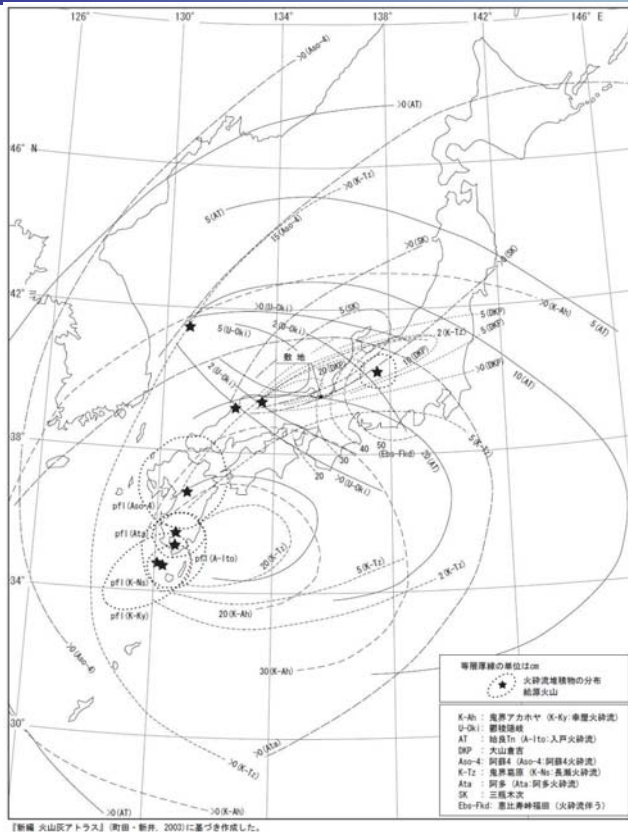 126°
130°
134°
138°
142°
146° E
>0(Aso-4)
>0(AT)
46° N
>0(K-Tz)
5(AT)
15(Aso-4)
>0(SK)
>0(SK)
42°
>0(U-Oki)
5(SK)
>0(K-Ah)
5(AT)
2(U-Oki)
5(DKP)
5(U-Oki)
2(K-Tz)
5(DKP)
敷地
10(DKP)
20(DKP)
>0(DKP)
2(U-Oki)
10(AT)
38°
50
40
(Ebs-Fkd)
30
20(AT)
5(K-Tz)
20
>0(U-Oki)
pfl(Aso-4)
pfl(Ata)
pfl(A-Ito)
20(K-Tz)
34°
pfl(K-Ns)
5(K-Tz)
2(K-Tz)
pfl(K-Ky)
20(K-Ah)
>0(Aso-4)
30(K-Ah)
30°
>0(Ata)
>0(K-Tz)
>0(AT)
>0(K-Ah)
等層厚線の単位はcm
火砕流堆積物の分布
給源火山
K-Ah : 鬼界アカホヤ (K-Ky:幸屋火砕流)
U-Oki: 鬱陵隠岐
AT : 姶良Tn (A-Ito:入戸火砕流)
DKP : 大山倉吉
Aso-4: 阿蘇4 (Aso-4:阿蘇4火砕流)
K-Tz : 鬼界葛原 (K-Ns:長瀬火砕流)
Ata : 阿多 (Ata:阿多火砕流)
SK : 三瓶木次
Ebs-Fkd: 恵比寿峠福田 (火砕流伴う)
『新編 火山灰アトラス』(町田・新井, 2003)に基づき作成した。